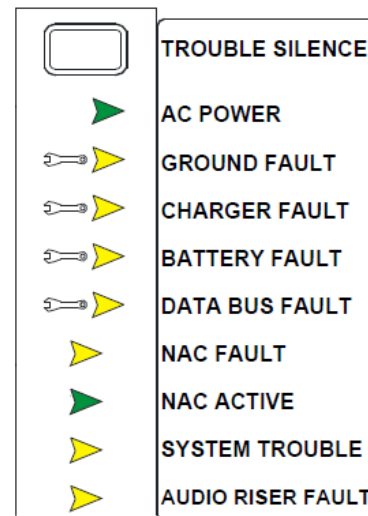 TROUBLE SILENCE
AC POWER
GROUND FAULT
CHARGER FAULT
BATTERY FAULT
DATA BUS FAULT
NAC FAULT
NAC ACTIVE
SYSTEM TROUBLE
AUDIO RISER FAULT